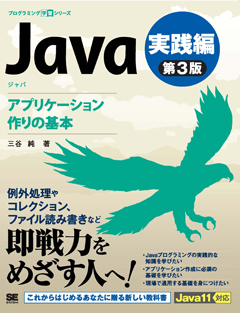 プログラミング学習シリーズ
Java
ジャバ
実践編
第3版
アプリケーション
作りの基本
三谷 純 著
例外処理や
コレクション、
ファイル読み書きなど
即戦力を
めざす人へ!
・Javaプログラミングの実践的な
知識を学びたい
・アプリケーション作成に必須の
基礎を学びたい
・現場で通用する基礎を身につけたい
SE
SHOEISHA
これからはじめるあなたに贈る新しい教科書
Java11 対応